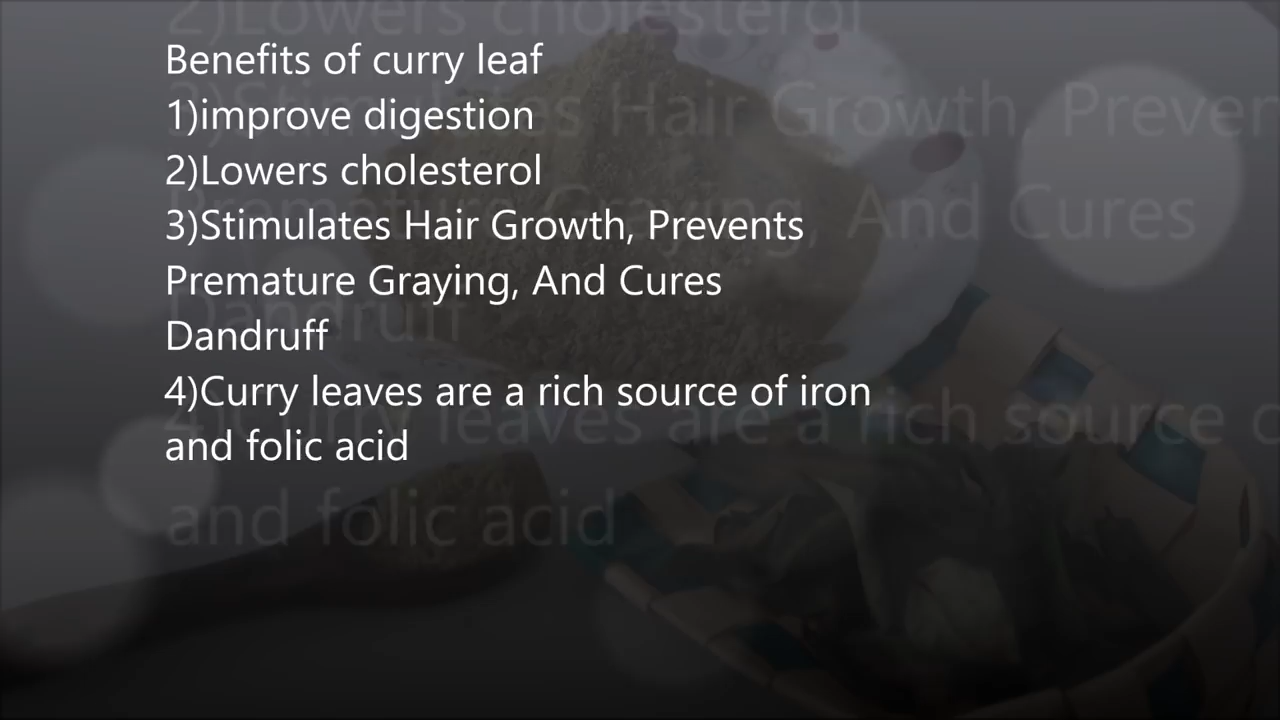 Benefits of curry leaf
1)improve digestion
2)Lowers cholesterol
3)Stimulates Hair Growth, Prevents
Premature Graying, And Cures
Dandruff
4)Curry leaves are a rich source of iron
and folic acid